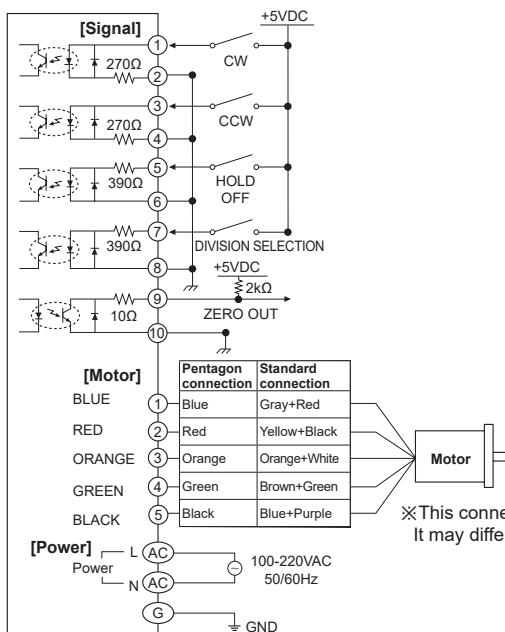 +5VDC
[Signal]
1
CW
270Ω
2
3
CCW
270Ω
4
5
390Ω
HOLD
OFF
6
7
390Ω
DIVISION SELECTION
8
+5VDC
2kΩ
9
ZERO OUT
10Ω
10
[Motor]
Pentagon connection Standard connection
BLUE 1 Blue Gray+Red
RED 2 Red Yellow+Black
ORANGE 3 Orange Orange+White
GREEN 4 Green Brown+Green
BLACK 5 Black Blue+Purple
Motor
※This conne
It may diffe
[Power]
Power
L AC
N AC
100-220VAC
50/60Hz
G
GND